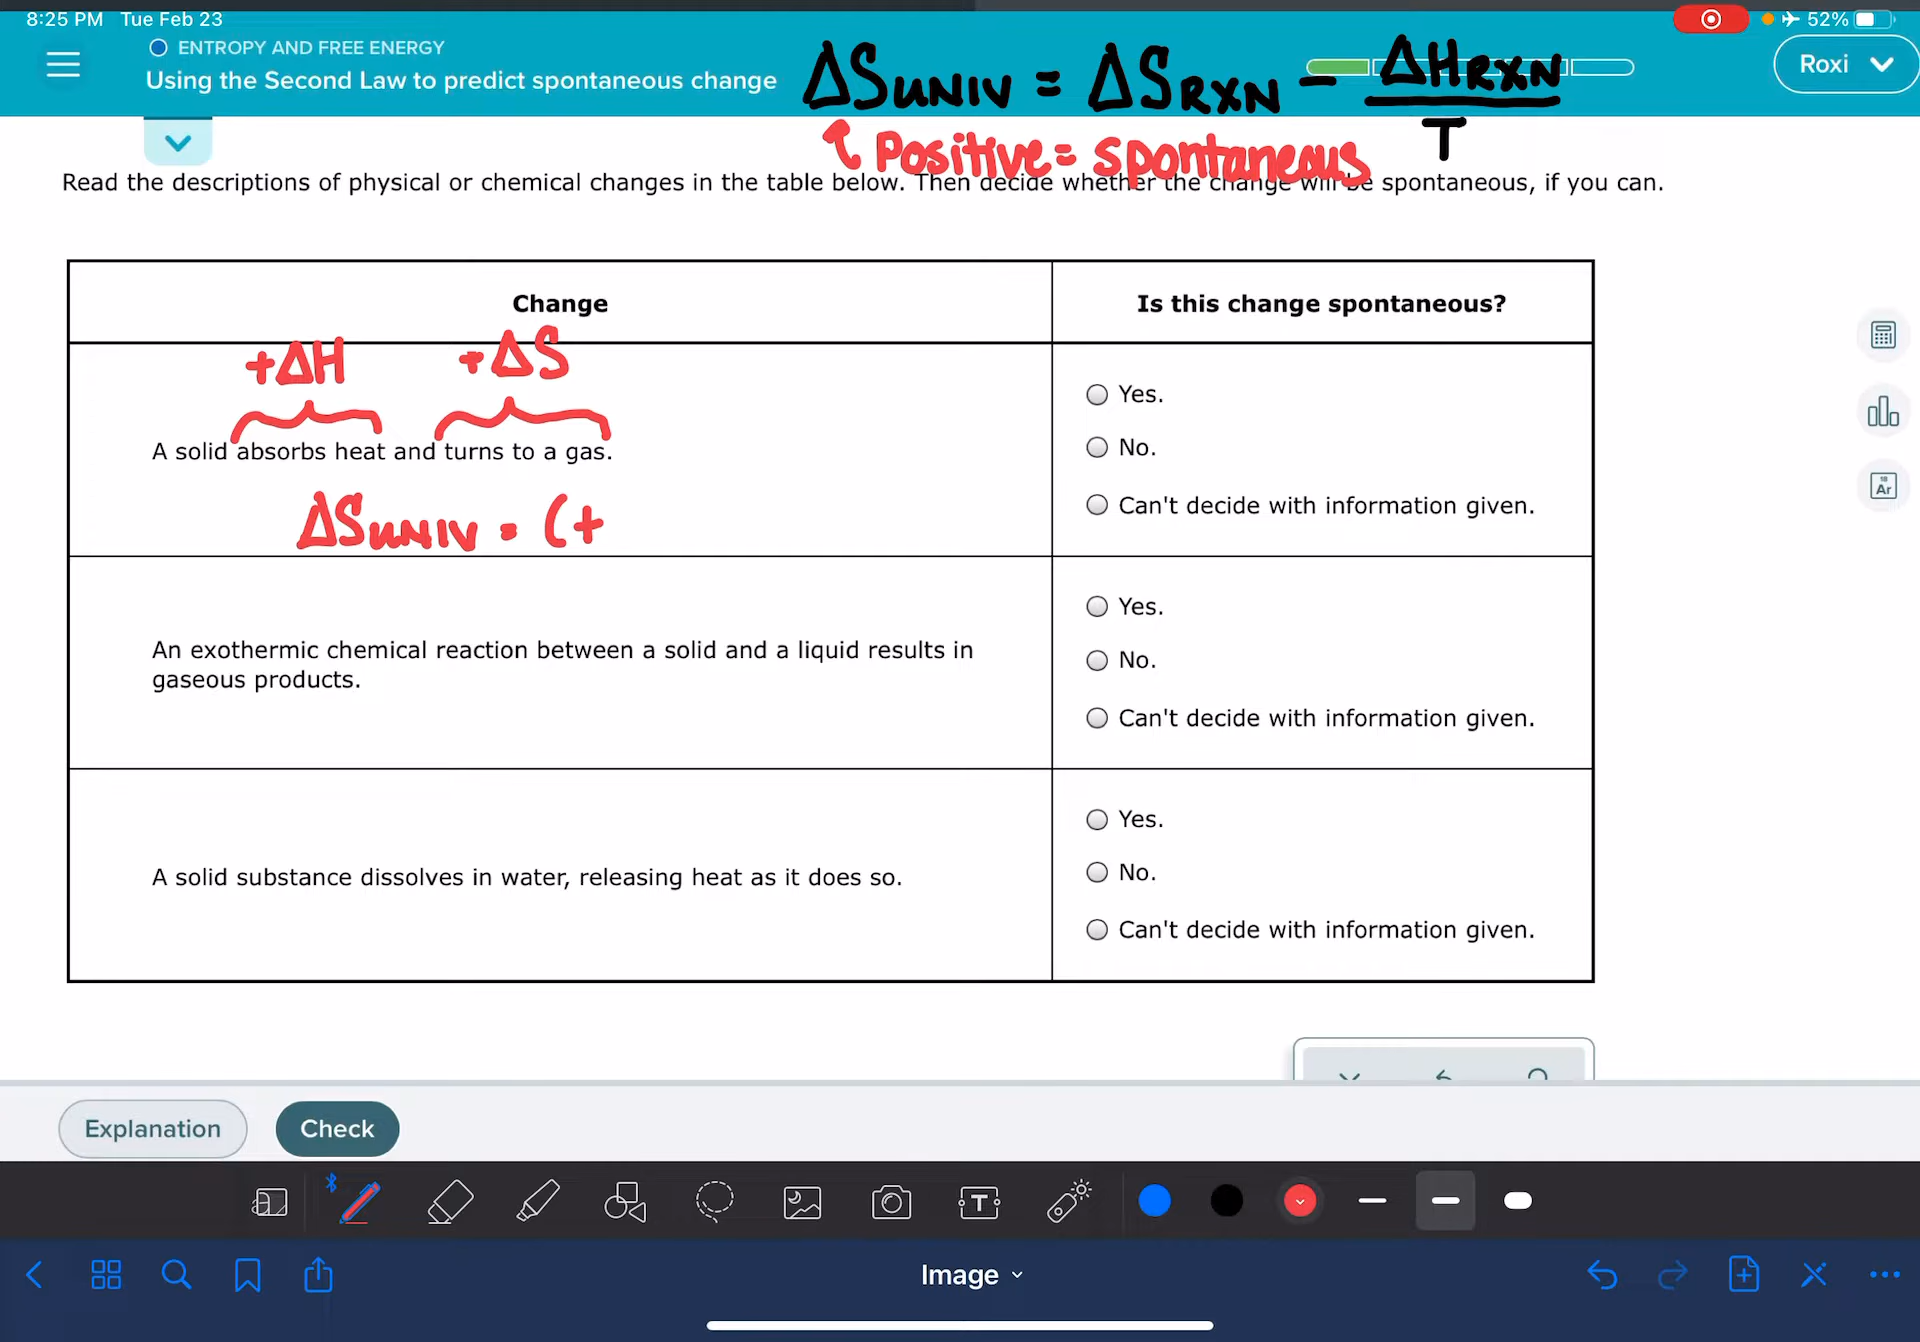 8:25 PM Tue Feb 23
52%
ENTROPY AND FREE ENERGY
Using the Second Law to predict spontaneous change
ΔSUNIV = ΔSRXN − ΔHRXN
T
Roxi
Positive = spontaneous
Read the descriptions of physical or chemical changes in the table below. Then decide whether the change will be spontaneous, if you can.
Change
Is this change spontaneous?
+ΔH +ΔS
A solid absorbs heat and turns to a gas.
ΔSUNIV = (+
Yes.
No.
Can't decide with information given.
An exothermic chemical reaction between a solid and a liquid results in
gaseous products.
Yes.
No.
Can't decide with information given.
A solid substance dissolves in water, releasing heat as it does so.
Yes.
No.
Can't decide with information given.
18
Ar
Explanation
Check
T
Image